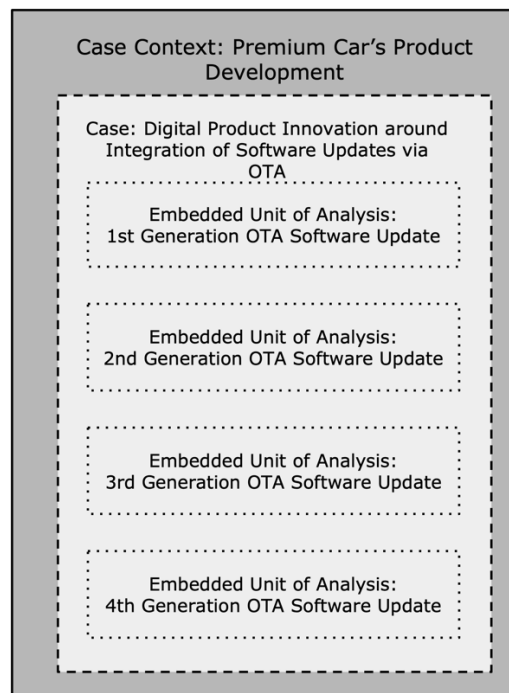 Case Context: Premium Car's Product
Development
Case: Digital Product Innovation around
Integration of Software Updates via
OTA
Embedded Unit of Analysis:
1st Generation OTA Software Update
Embedded Unit of Analysis:
2nd Generation OTA Software Update
Embedded Unit of Analysis:
3rd Generation OTA Software Update
Embedded Unit of Analysis:
4th Generation OTA Software Update